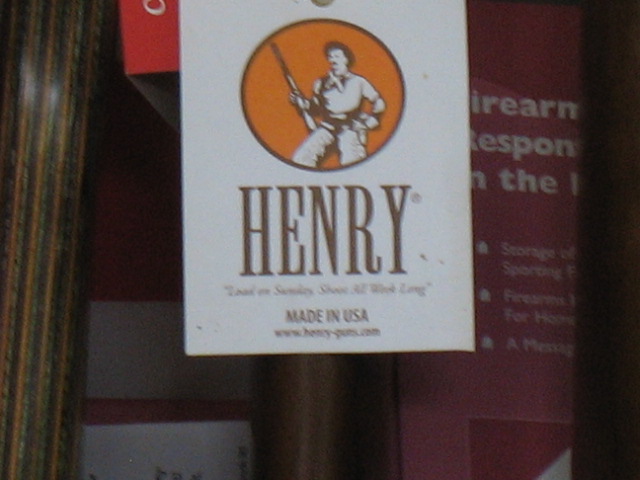 HENRY®
"Load on Sunday, Shoot All Week Long"
MADE IN USA
www.henry-guns.com
irearm
Respon
n the
Storage of
Sporting F
Firearms
For Home
A Messag